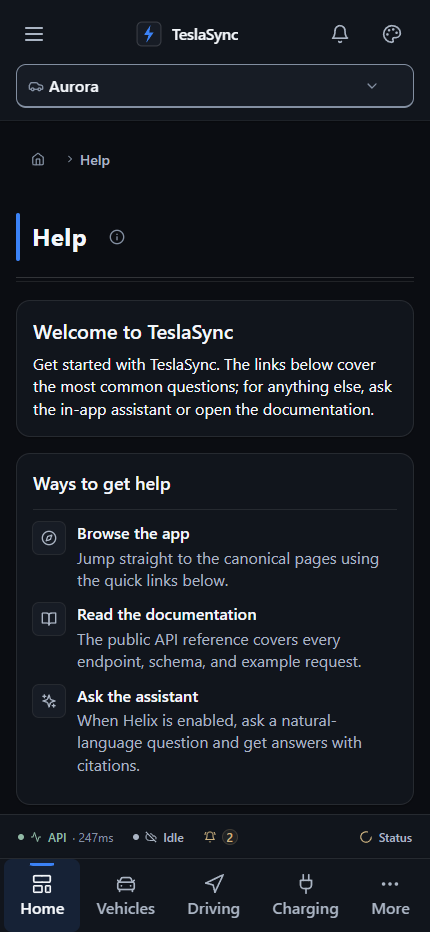 TeslaSync
Aurora
Help
Help
Welcome to TeslaSync
Get started with TeslaSync. The links below cover
the most common questions; for anything else, ask
the in-app assistant or open the documentation.
Ways to get help
Browse the app
Jump straight to the canonical pages using
the quick links below.
Read the documentation
The public API reference covers every
endpoint, schema, and example request.
Ask the assistant
When Helix is enabled, ask a natural-
language question and get answers with
citations.
API · 247ms Idle 2 Status
Home Vehicles Driving Charging More